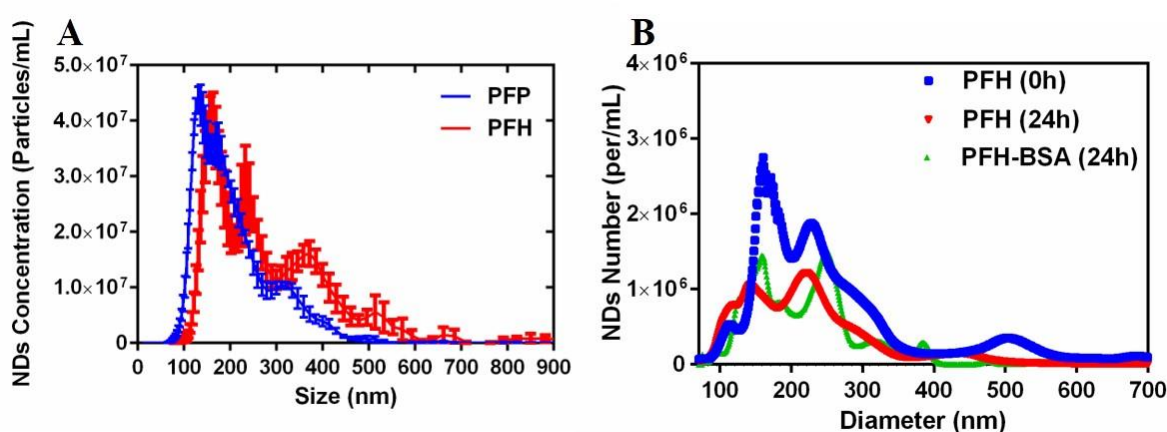 A
NDs Concentration (Particles/mL)
5.0×10⁷
4.0×10⁷
3.0×10⁷
2.0×10⁷
1.0×10⁷
0
PFP
PFH
0 100 200 300 400 500 600 700 800 900
Size (nm)
B
NDs Number (per/mL)
4×10⁶
3×10⁶
2×10⁶
1×10⁶
0
PFH (0h)
PFH (24h)
PFH-BSA (24h)
100 200 300 400 500 600 700
Diameter (nm)